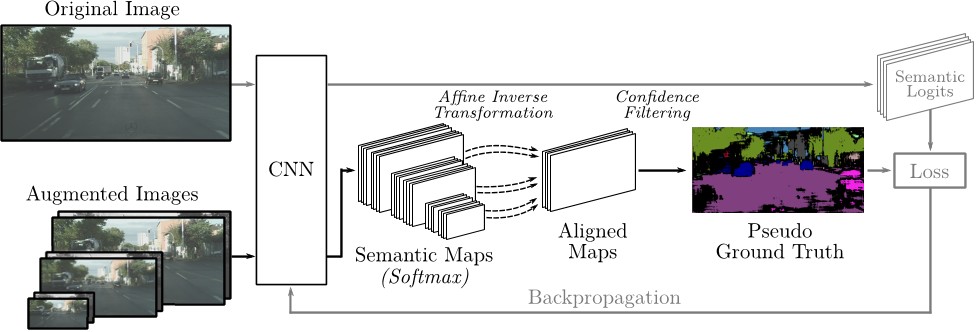 Original Image
Semantic
Logits
Affine Inverse
Transformation
Confidence
Filtering
CNN
Loss
Augmented Images
Semantic Maps
(Softmax)
Aligned
Maps
Pseudo
Ground Truth
Backpropagation